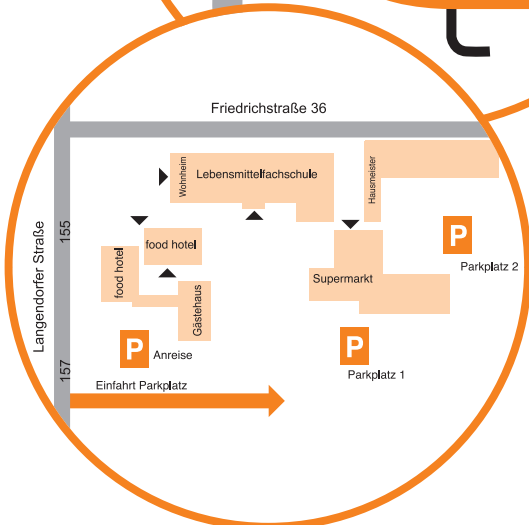 Friedrichstraße 36
Langendorfer Straße
155
157
Wohnheim
Lebensmittelfachschule
Hausmeister
food hotel
food hotel
Gästehaus
Supermarkt
P
Parkplatz 2
P
Anreise
P
Parkplatz 1
Einfahrt Parkplatz